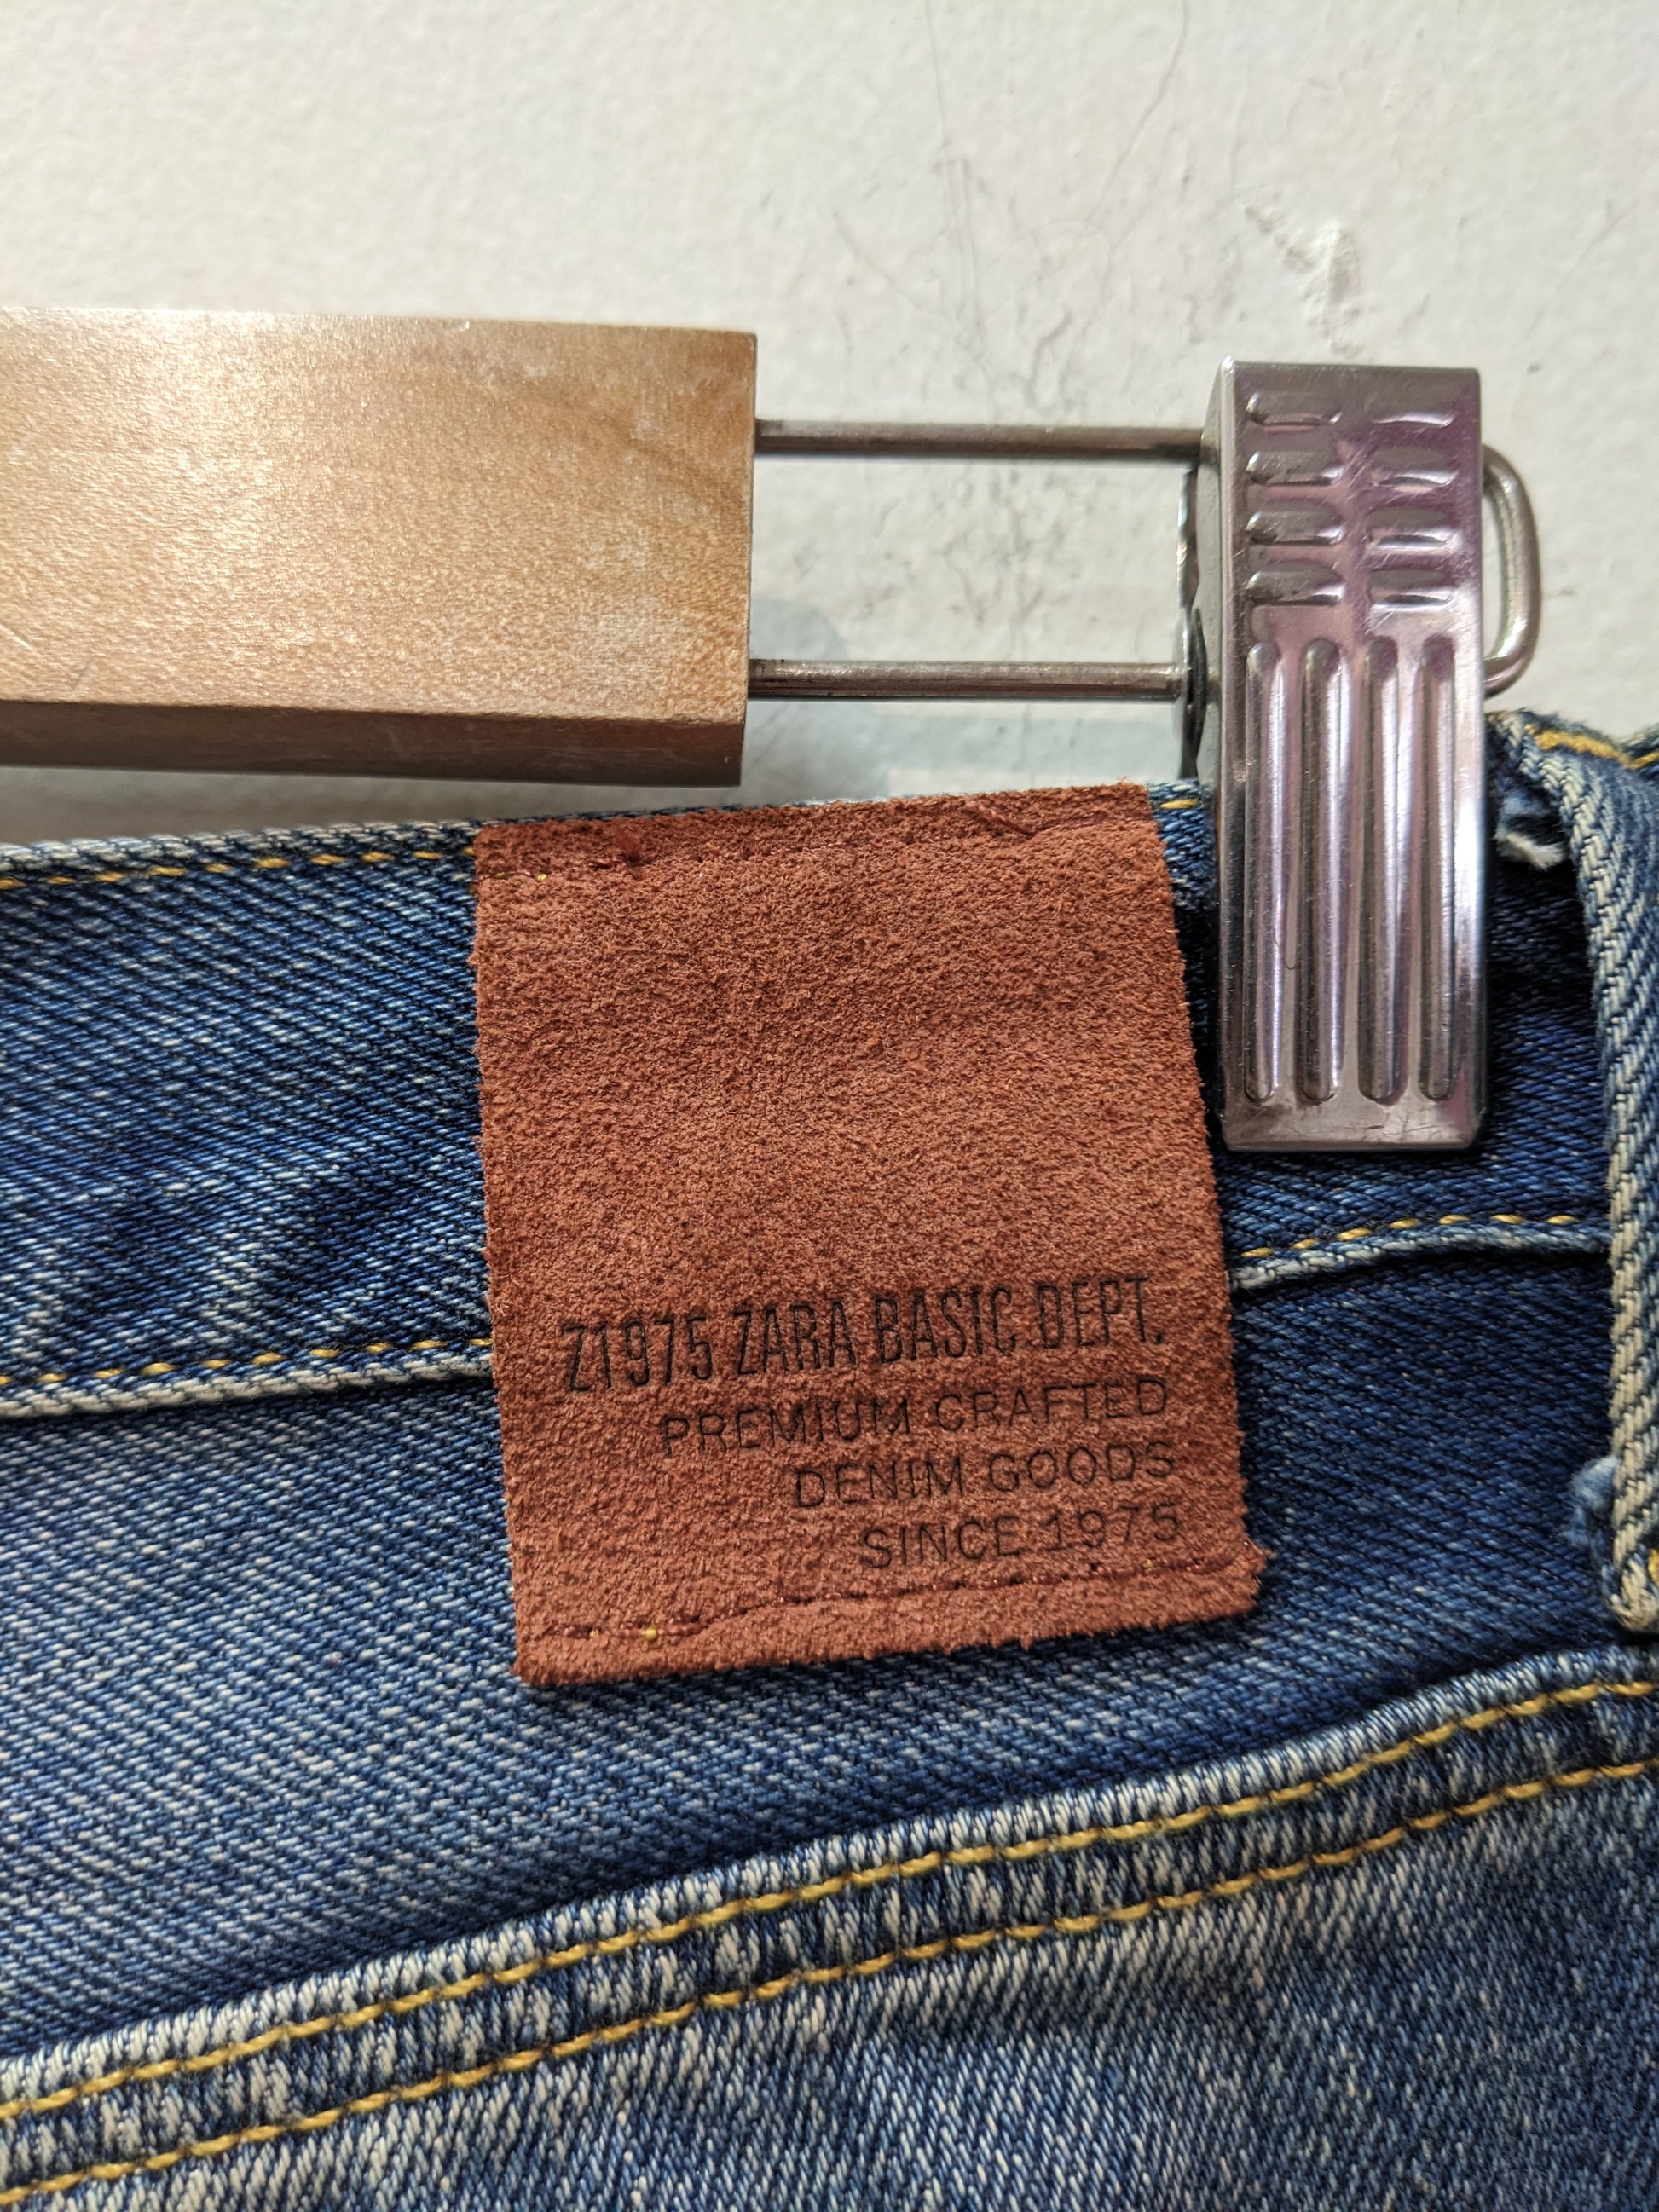 Z1975 ZARA BASIC DEPT.
PREMIUM CRAFTED
DENIM GOODS
SINCE 1975